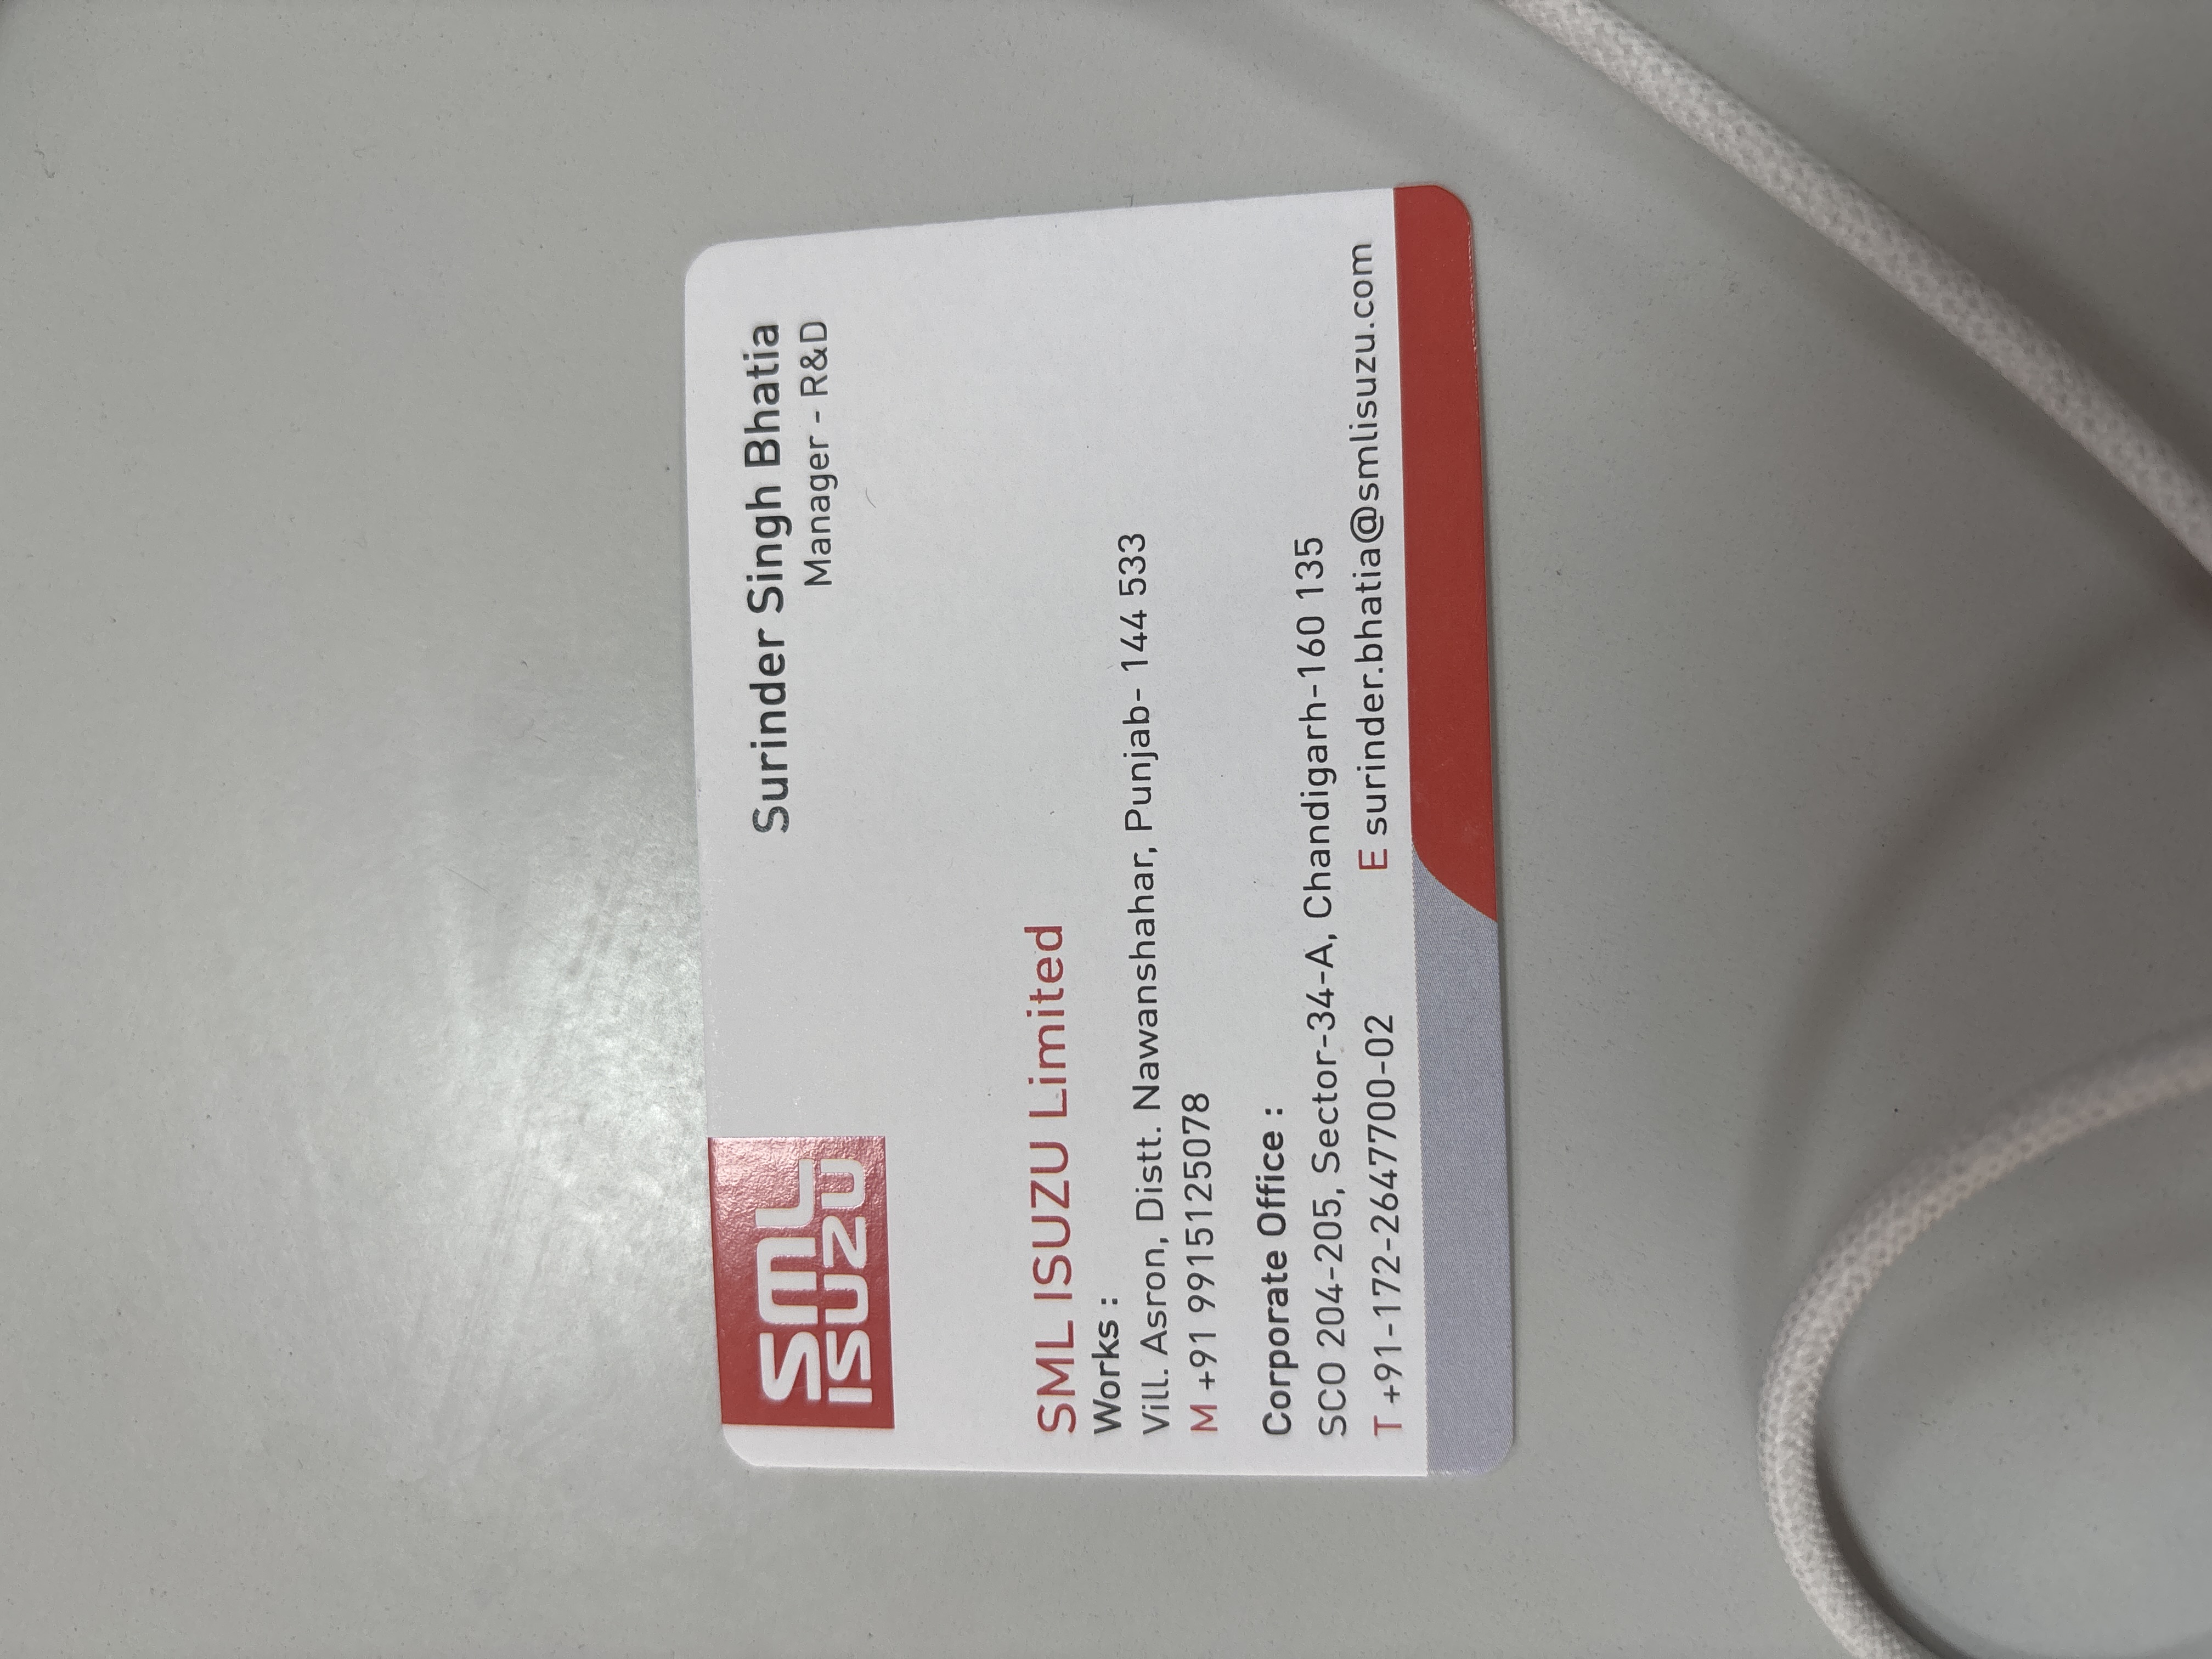 SML
ISUZU
Surinder Singh Bhatia
Manager - R&D
SML ISUZU Limited
Works :
Vill. Asron, Distt. Nawanshahar, Punjab- 144 533
M +91 9915125078
Corporate Office :
SCO 204-205, Sector-34-A, Chandigarh-160 135
T +91-172-2647700-02 E surinder.bhatia@smlisuzu.com